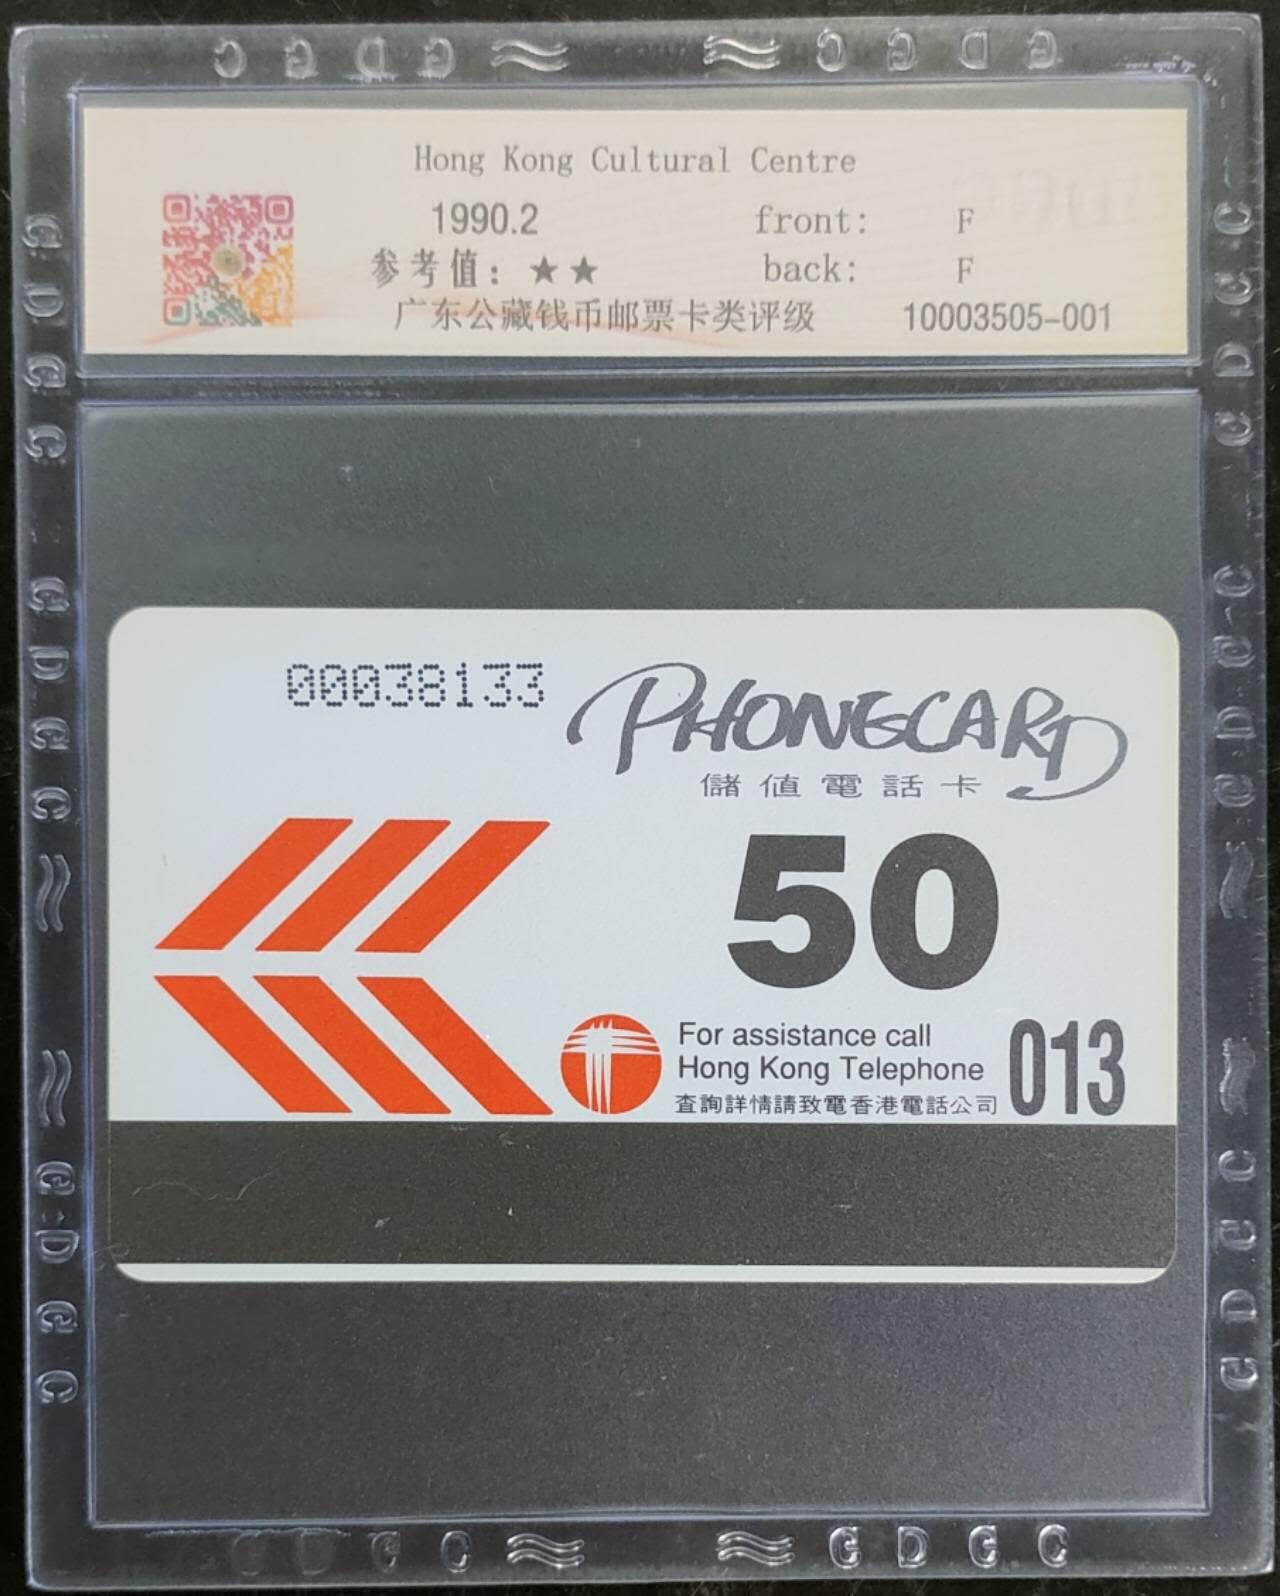 Hong Kong Cultural Centre
1990.2 front: F
参考值：★★ back: F
广东公藏钱币邮票卡类评级 10003505-001
00038133
PHONECARD
儲值電話卡
50
For assistance call
Hong Kong Telephone 013
查詢詳情請致電香港電話公司
GDGC
GDGC